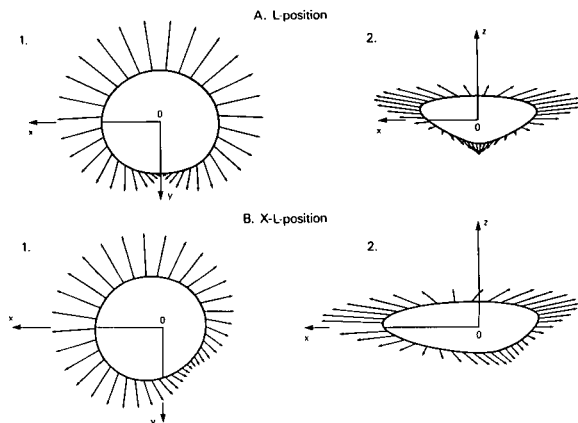 A. L-position
1.
2.
z
0
x
x
0
y
B. X-L-position
1.
2.
z
x
0
x
0
y